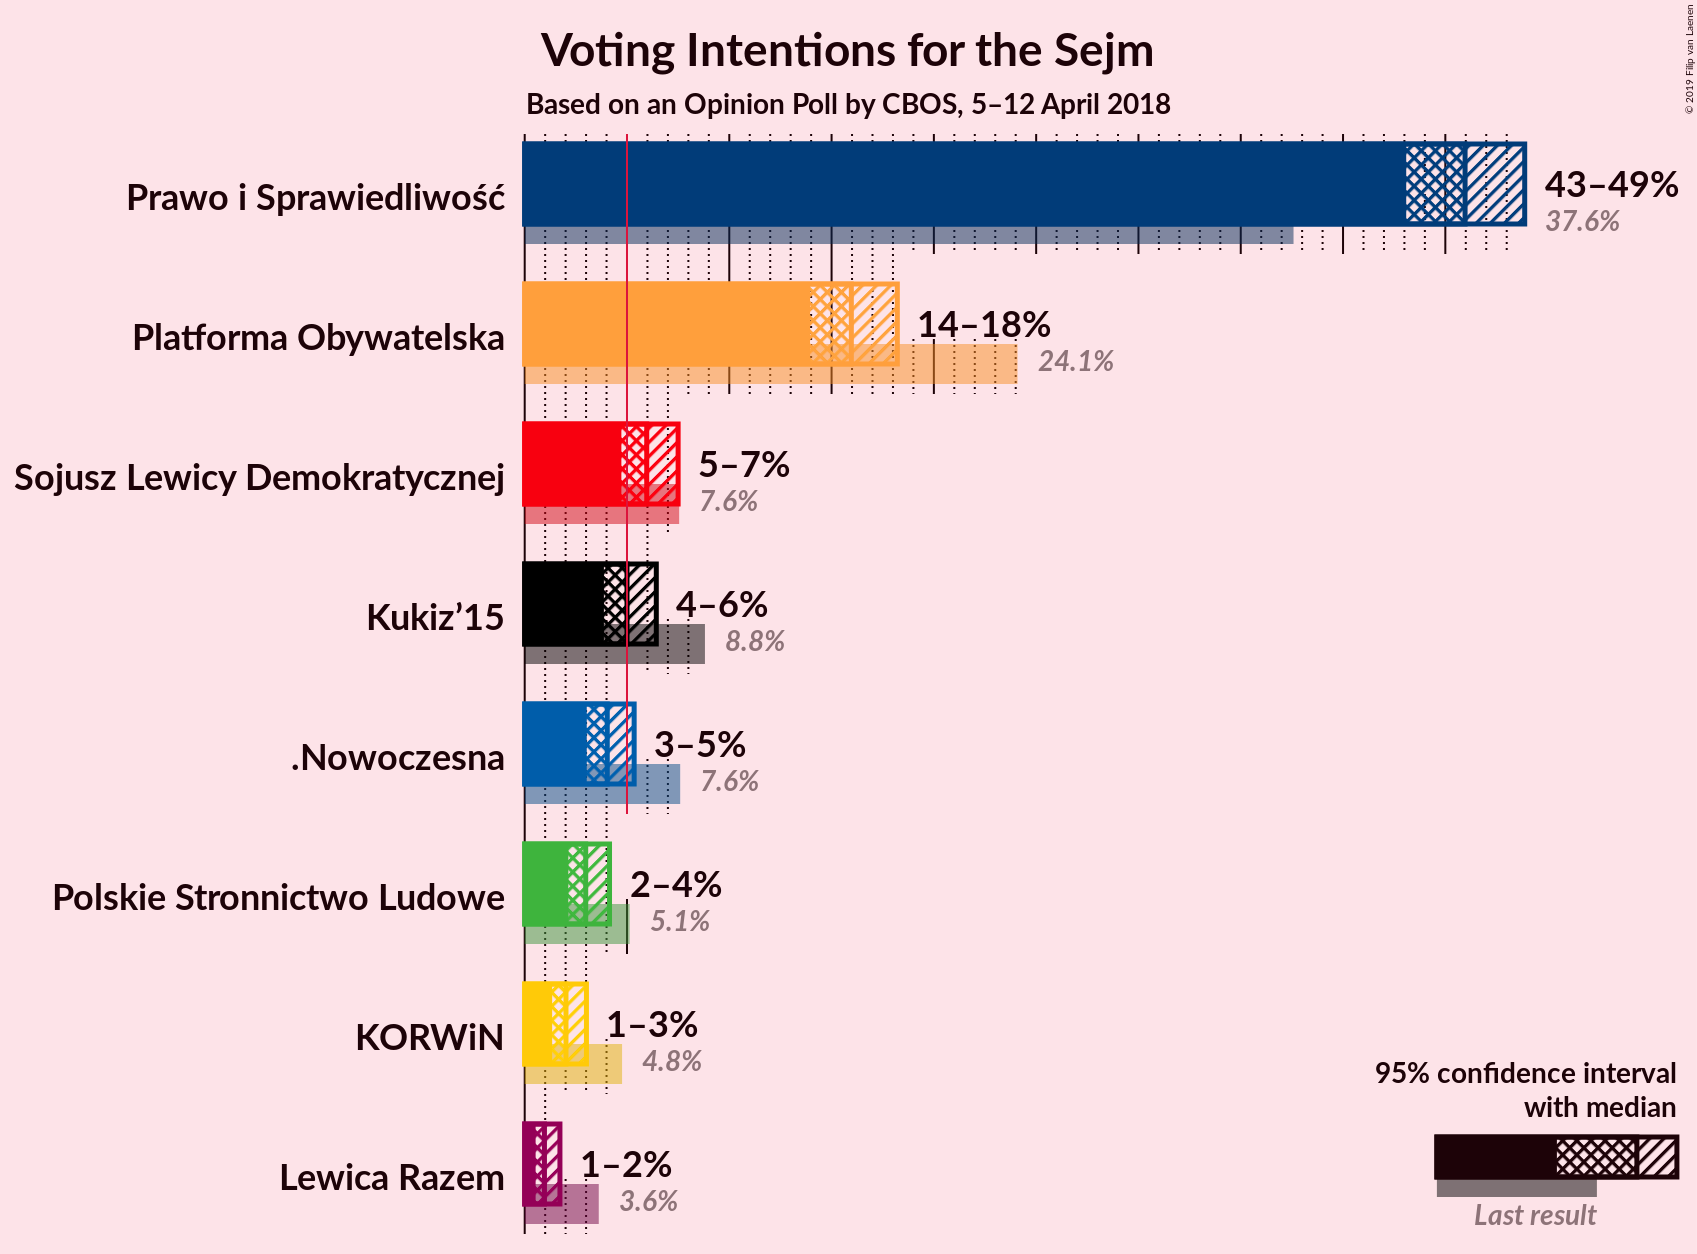 © 2019 Filip van Laenen
Voting Intentions for the Sejm
Based on an Opinion Poll by CBOS, 5–12 April 2018
Prawo i Sprawiedliwość
43–49%
37.6%
Platforma Obywatelska
14–18%
24.1%
Sojusz Lewicy Demokratycznej
5–7%
7.6%
Kukiz’15
4–6%
8.8%
.Nowoczesna
3–5%
7.6%
Polskie Stronnictwo Ludowe
2–4%
5.1%
KORWiN
1–3%
4.8%
Lewica Razem
1–2%
3.6%
95% confidence interval
with median
Last result